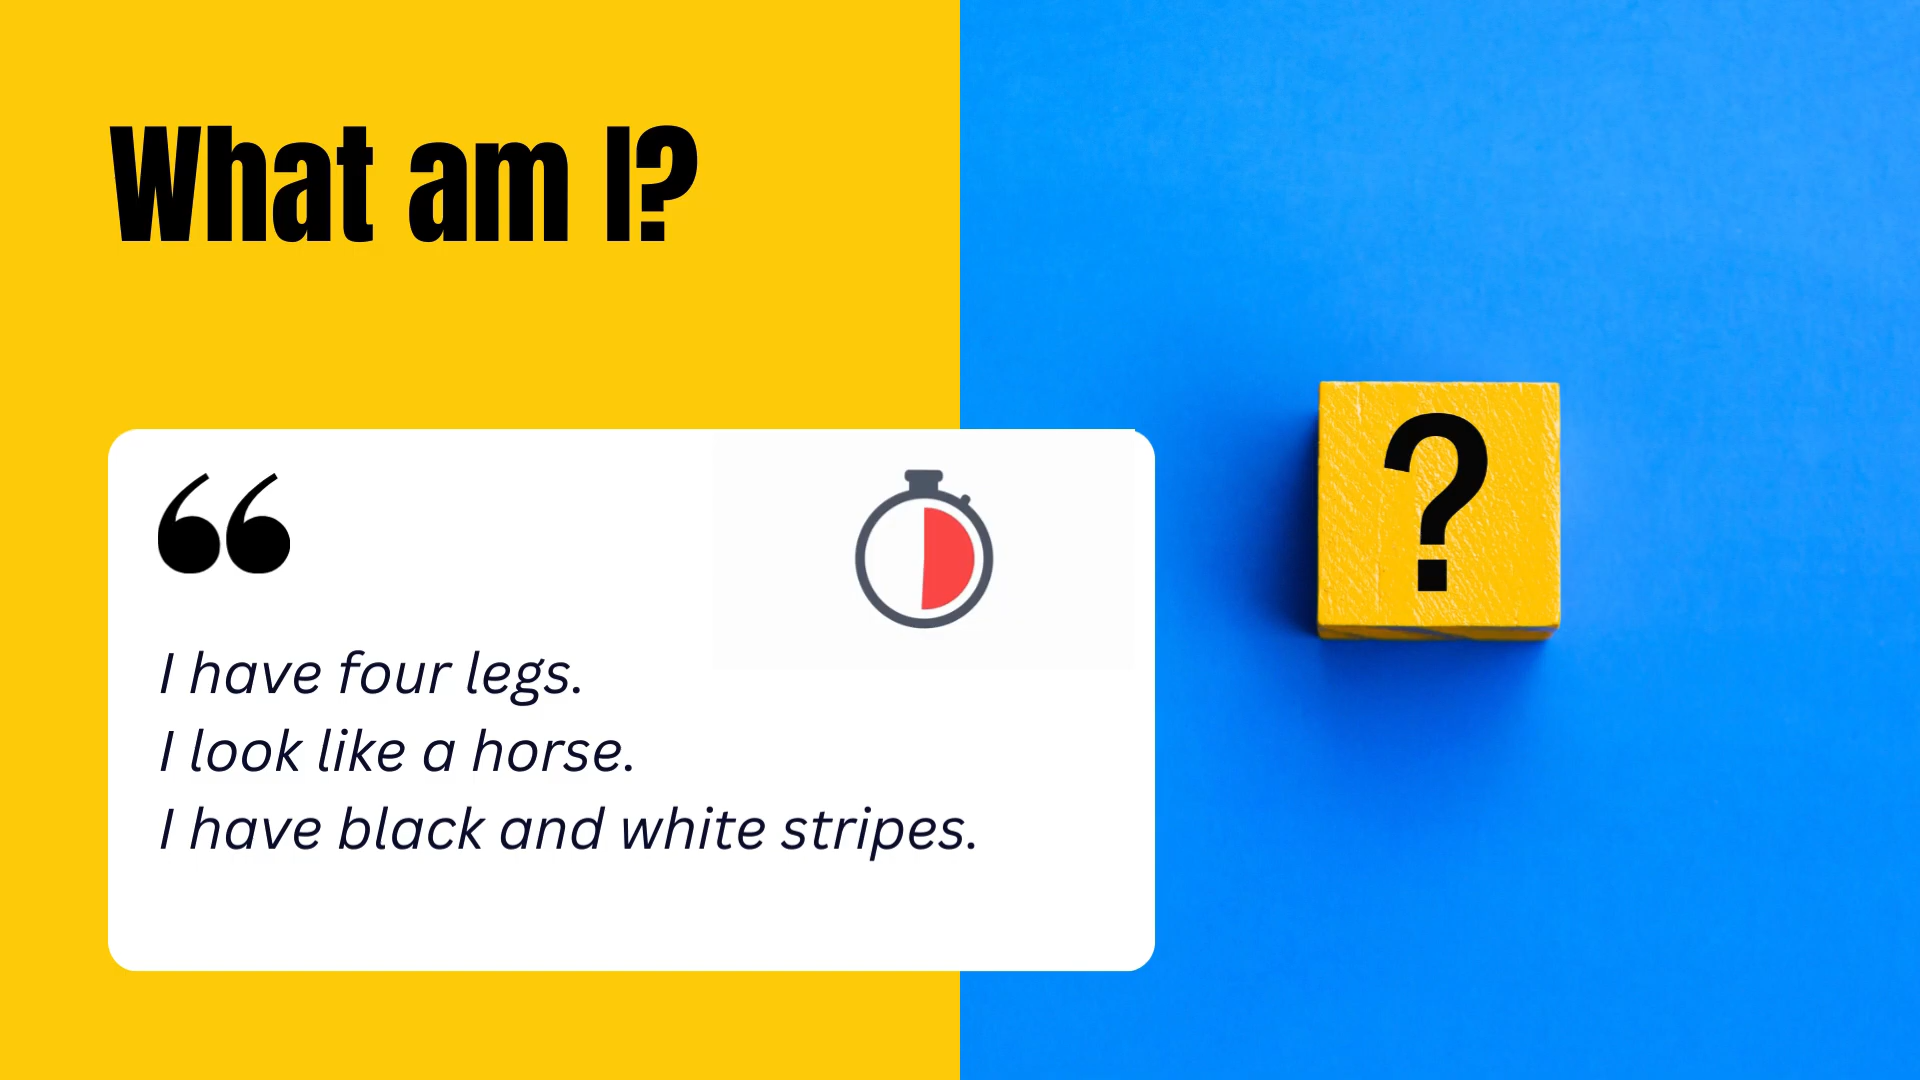 What am I?
“
I have four legs.
I look like a horse.
I have black and white stripes.
?